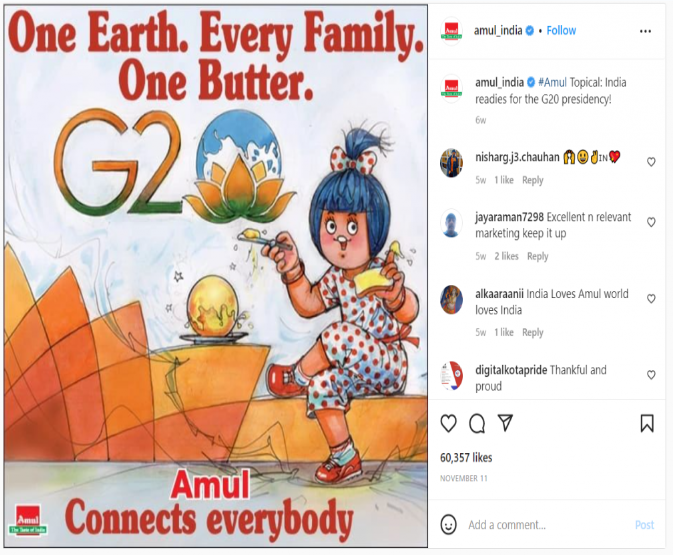 One Earth. Every Family.
One Butter.
G20
Amul
Connects everybody
Amul
The Taste of India
amul_india • Follow
amul_india #Amul Topical: India
readies for the G20 presidency!
6w
nisharg.j3.chauhan IN
5w 1 like Reply
jayaraman7298 Excellent n relevant
marketing keep it up
5w 2 likes Reply
alkaaraanii India Loves Amul world
loves India
5w 1 like Reply
digitalkotapride Thankful and
proud
60,357 likes
NOVEMBER 11
Add a comment...
Post